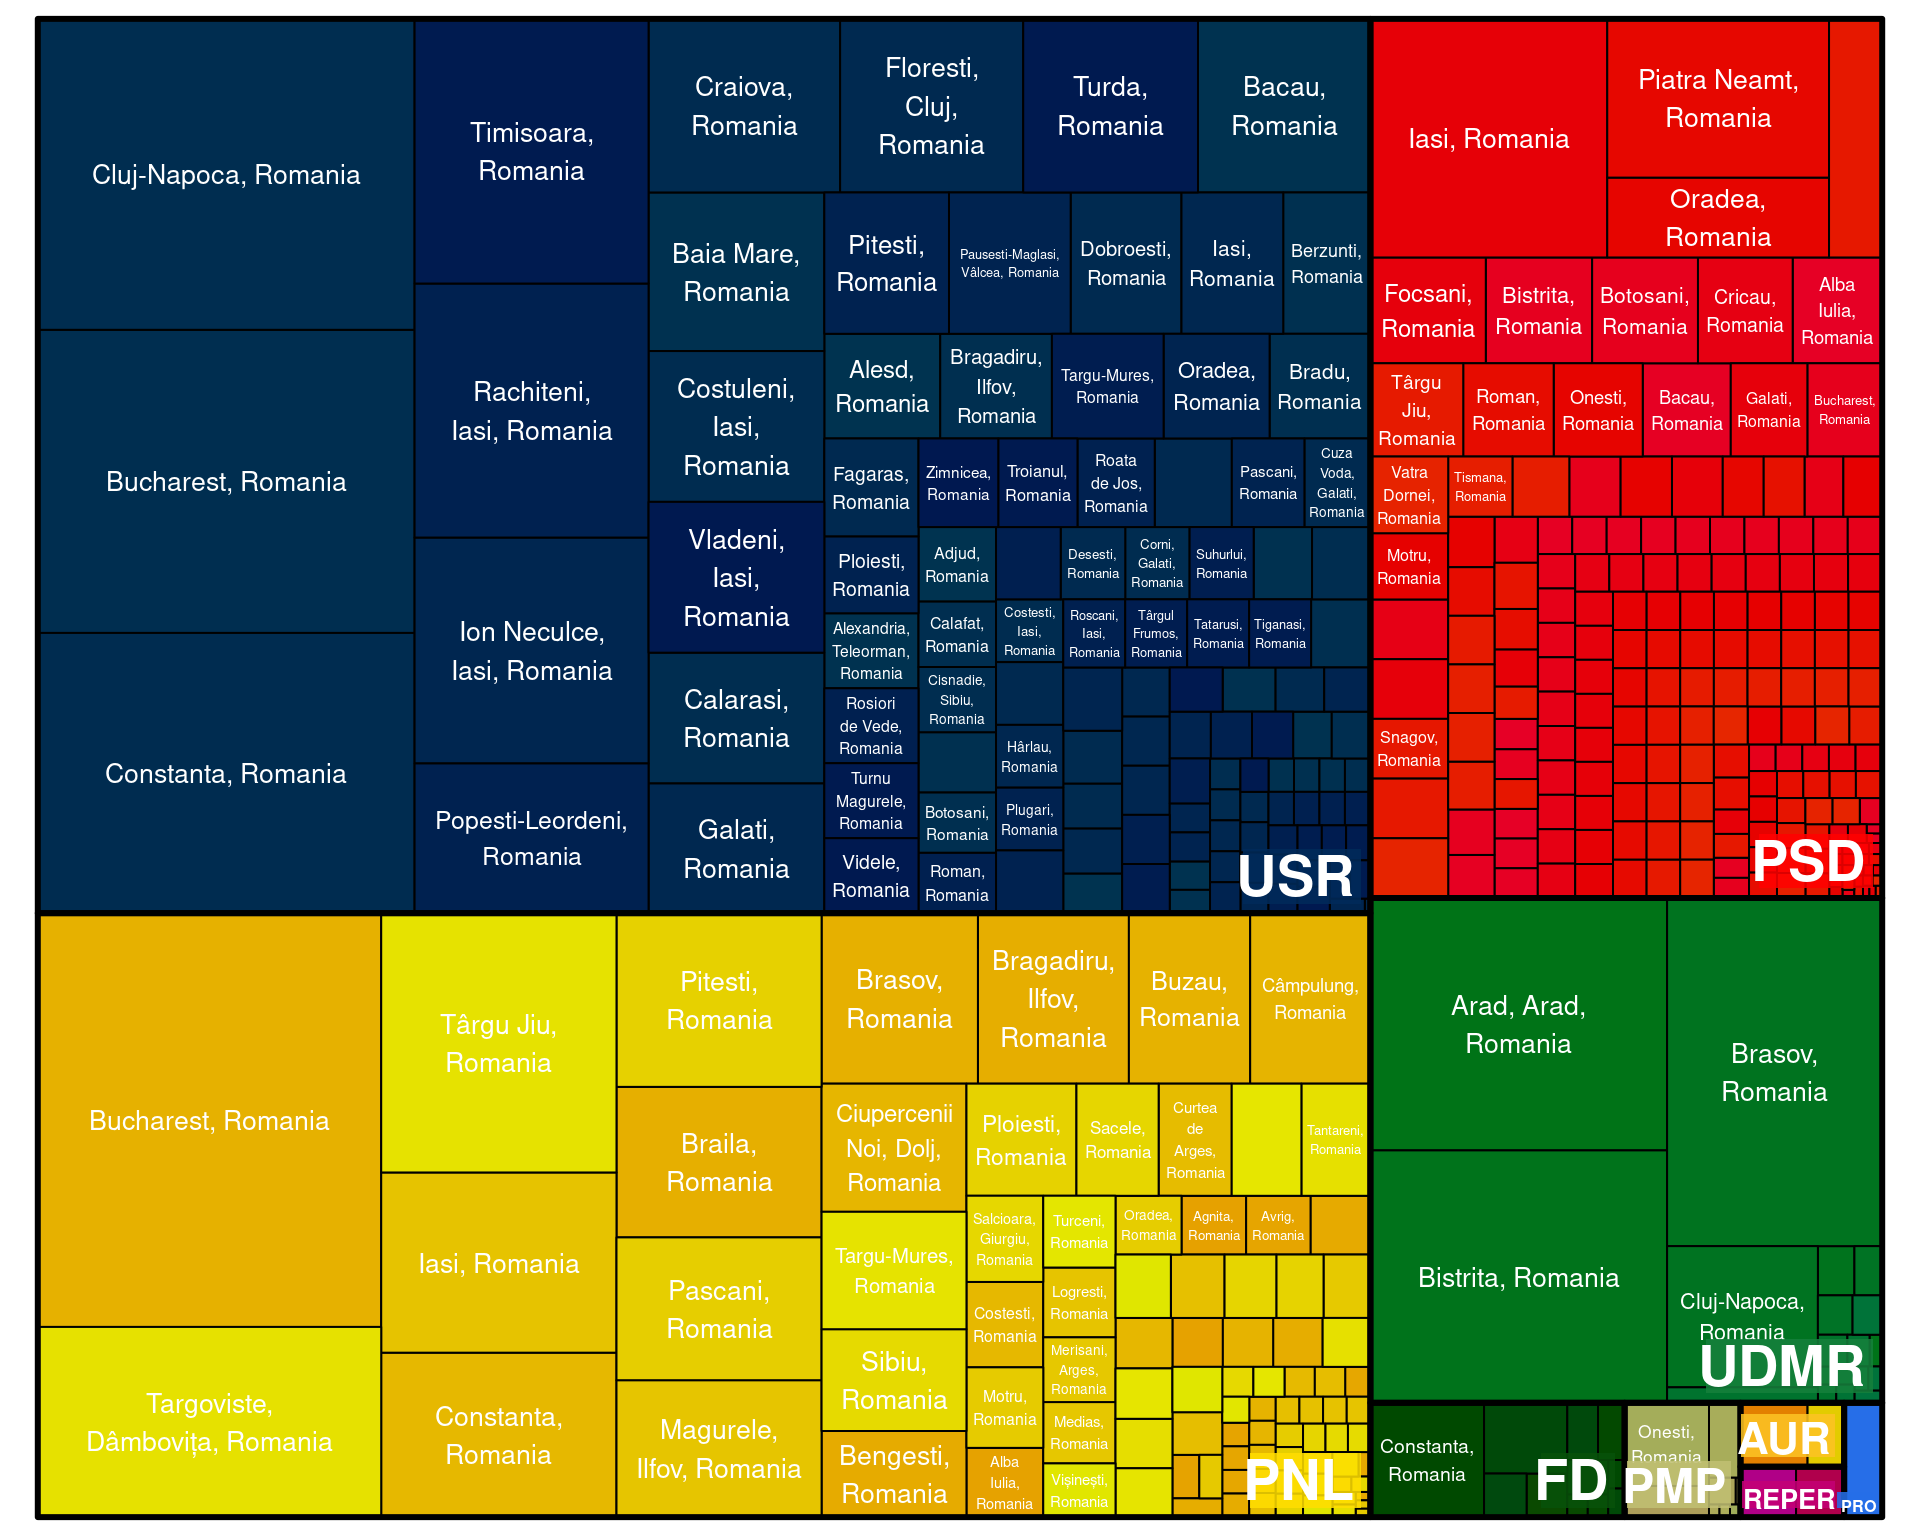 Cluj-Napoca, Romania
Bucharest, Romania
Constanta, Romania
Timisoara,
Romania
Rachiteni,
Iasi, Romania
Ion Neculce,
Iasi, Romania
Popesti-Leordeni,
Romania
Craiova,
Romania
Floresti,
Cluj,
Romania
Turda,
Romania
Bacau,
Romania
Baia Mare,
Romania
Costuleni,
Iasi,
Romania
Vladeni,
Iasi,
Romania
Calarasi,
Romania
Galati,
Romania
Pitesti,
Romania
Pausesti-Maglasi,
Vâlcea, Romania
Dobroesti,
Romania
Iasi,
Romania
Berzunti,
Romania
Alesd,
Romania
Bragadiru,
Ilfov,
Romania
Targu-Mures,
Romania
Oradea,
Romania
Bradu,
Romania
Fagaras,
Romania
Ploiesti,
Romania
Alexandria,
Teleorman,
Romania
Rosiori
de Vede,
Romania
Turnu
Magurele,
Romania
Videle,
Romania
Zimnicea,
Romania
Troianul,
Romania
Roata
de Jos,
Romania
Pascani,
Romania
Cuza
Voda,
Galati,
Romania
Adjud,
Romania
Desesti,
Romania
Corni,
Galati,
Romania
Suhurlui,
Romania
Calafat,
Romania
Costesti,
Iasi,
Romania
Roscani,
Iasi,
Romania
Târgul
Frumos,
Romania
Tatarusi,
Romania
Tiganasi,
Romania
Cisnadie,
Sibiu,
Romania
Hârlau,
Romania
Botosani,
Romania
Plugari,
Romania
Roman,
Romania
USR
Iasi, Romania
Piatra Neamt,
Romania
Oradea,
Romania
Focsani,
Romania
Bistrita,
Romania
Botosani,
Romania
Cricau,
Romania
Alba
Iulia,
Romania
Târgu
Jiu,
Romania
Roman,
Romania
Onesti,
Romania
Bacau,
Romania
Galati,
Romania
Bucharest,
Romania
Vatra
Dornei,
Romania
Tismana,
Romania
Motru,
Romania
Snagov,
Romania
PSD
Bucharest, Romania
Targoviste,
Dâmbovița, Romania
Târgu Jiu,
Romania
Iasi, Romania
Constanta,
Romania
Pitesti,
Romania
Braila,
Romania
Pascani,
Romania
Magurele,
Ilfov, Romania
Brasov,
Romania
Bragadiru,
Ilfov,
Romania
Buzau,
Romania
Câmpulung,
Romania
Ciupercenii
Noi, Dolj,
Romania
Targu-Mures,
Romania
Sibiu,
Romania
Bengesti,
Romania
Ploiesti,
Romania
Sacele,
Romania
Curtea
de
Arges,
Romania
Tantareni,
Romania
Salcioara,
Giurgiu,
Romania
Turceni,
Romania
Oradea,
Romania
Agnita,
Romania
Avrig,
Romania
Costesti,
Romania
Logresti,
Romania
Merisani,
Arges,
Romania
Motru,
Romania
Medias,
Romania
Alba
Iulia,
Romania
Vișinești,
Romania
PNL
Arad, Arad,
Romania
Bistrita, Romania
Brasov,
Romania
Cluj-Napoca,
Romania
UDMR
Constanta,
Romania
FD
Onesti,
Romania
PMP
AUR
REPER
PRO